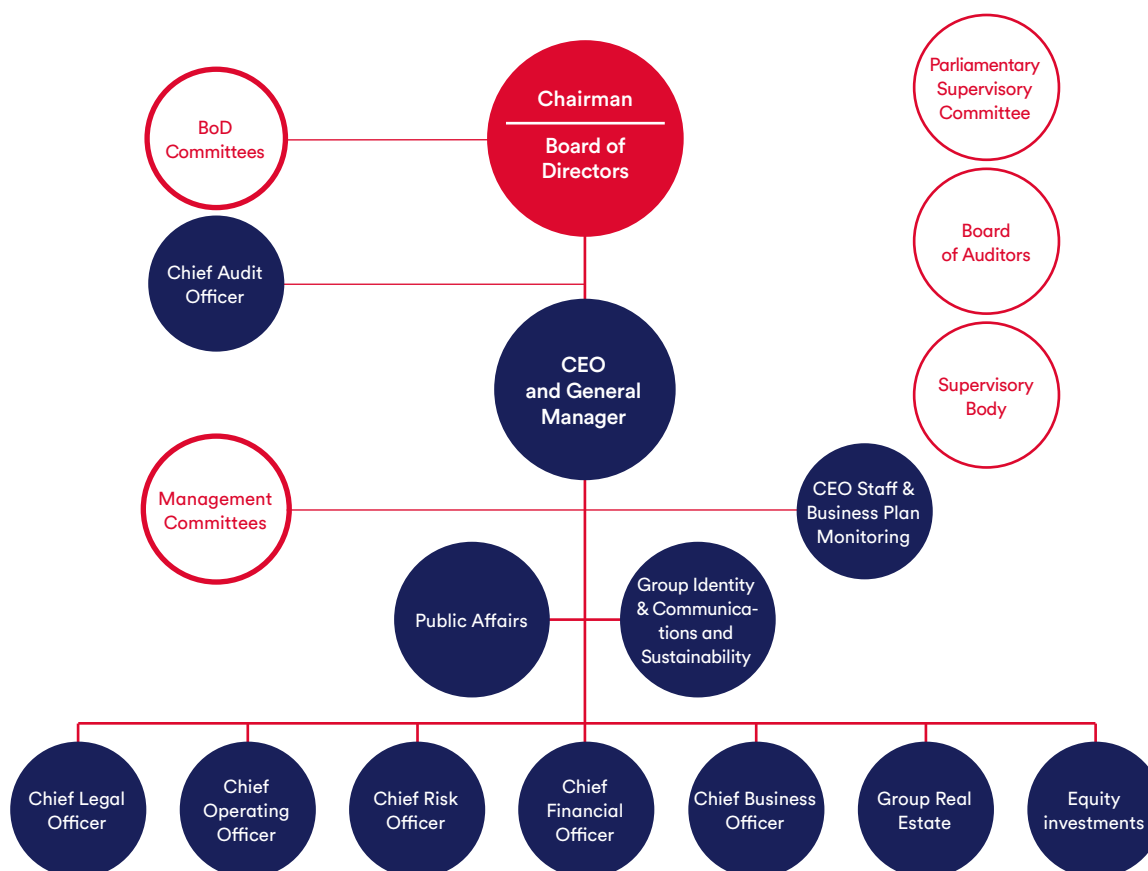 Chairman
Board of
Directors
BoD
Committees
Parliamentary
Supervisory
Committee
Chief Audit
Officer
Board
of Auditors
CEO
and General
Manager
Supervisory
Body
Management
Committees
CEO Staff &
Business Plan
Monitoring
Public Affairs
Group Identity
& Communica-
tions and
Sustainability
Chief Legal
Officer
Chief
Operating
Officer
Chief Risk
Officer
Chief
Financial
Officer
Chief Business
Officer
Group Real
Estate
Equity
investments